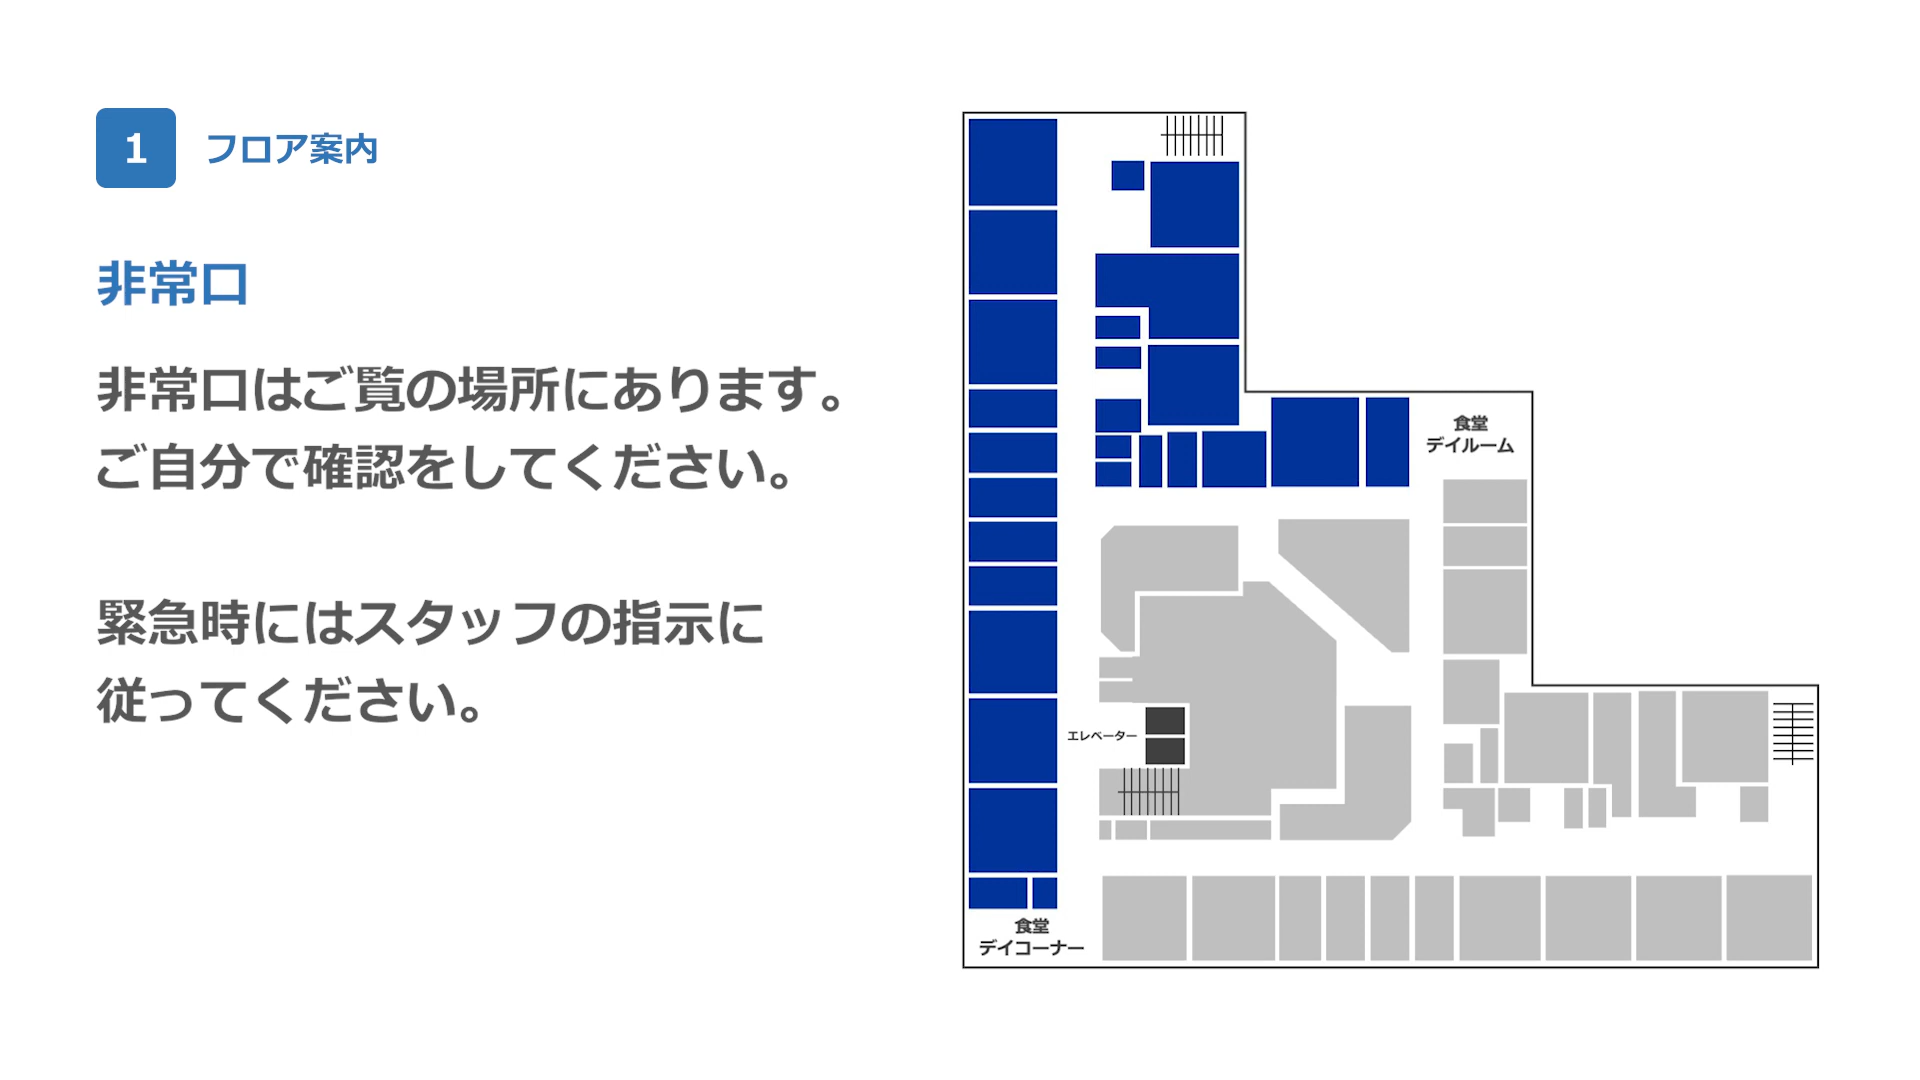 1
フロア案内
非常口
非常口はご覧の場所にあります。
ご自分で確認をしてください。
緊急時にはスタッフの指示に
従ってください。
食堂
デイルーム
エレベーター
食堂
デイコーナー